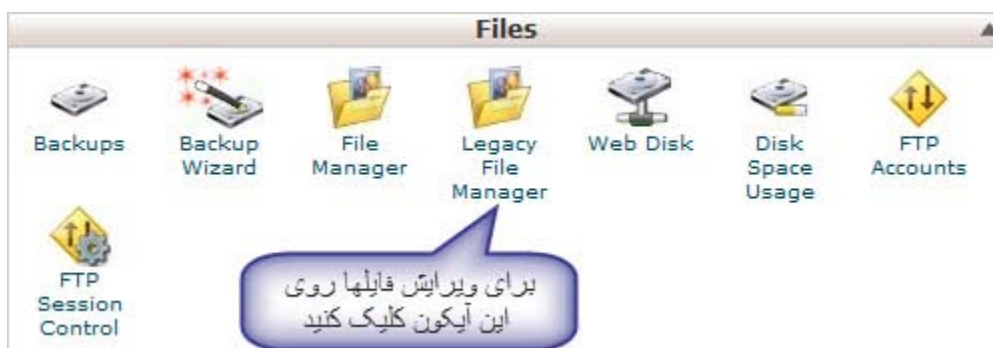 Files
Backups
Backup
Wizard
File
Manager
Legacy
File
Manager
Web Disk
Disk
Space
Usage
FTP
Accounts
FTP
Session
Control
برای ویرایش فایلها روی
این آیکون کلیک کنید